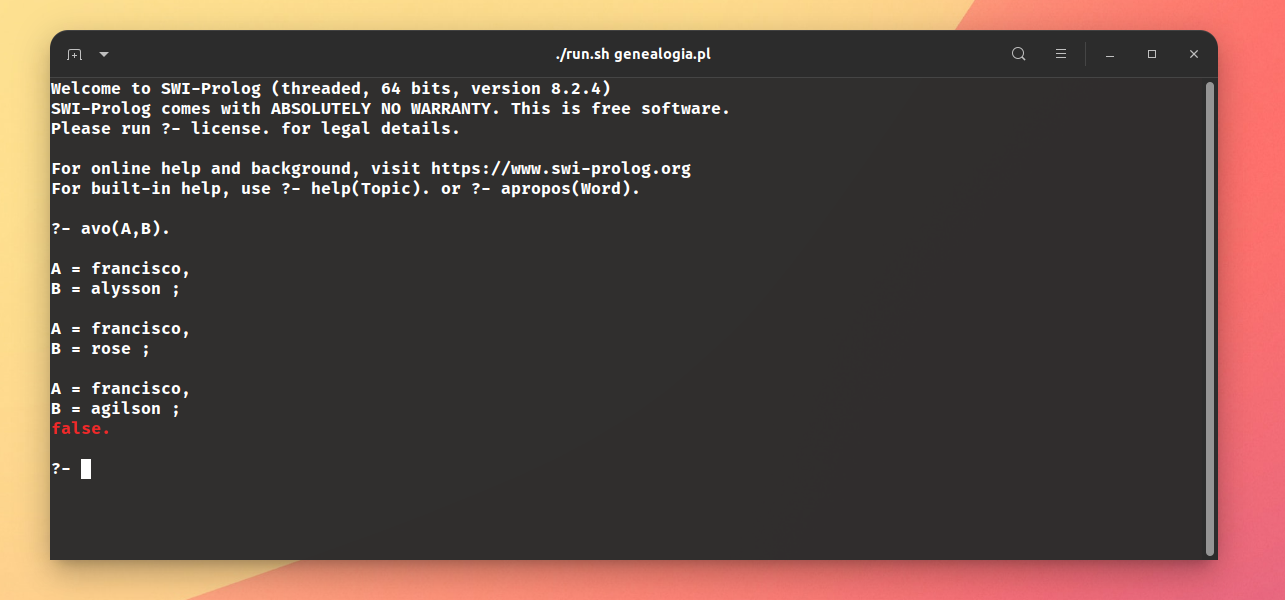 ./run.sh genealogia.pl
Welcome to SWI-Prolog (threaded, 64 bits, version 8.2.4)
SWI-Prolog comes with ABSOLUTELY NO WARRANTY. This is free software.
Please run ?- license. for legal details.
For online help and background, visit https://www.swi-prolog.org
For built-in help, use ?- help(Topic). or ?- apropos(Word).
?- avo(A,B).
A = francisco,
B = alysson ;
A = francisco,
B = rose ;
A = francisco,
B = agilson ;
false.
?-